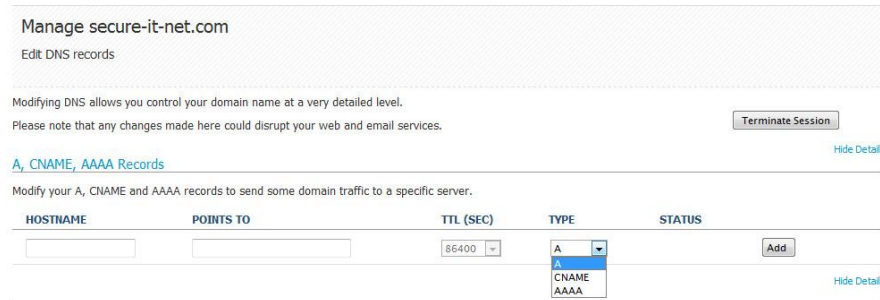 Manage secure-it-net.com
Edit DNS records
Modifying DNS allows you control your domain name at a very detailed level.
Please note that any changes made here could disrupt your web and email services.
Terminate Session
Hide Detail
A, CNAME, AAAA Records
Modify your A, CNAME and AAAA records to send some domain traffic to a specific server.
HOSTNAME POINTS TO TTL (SEC) TYPE STATUS
86400 A Add
A
CNAME
AAAA
Hide Detail